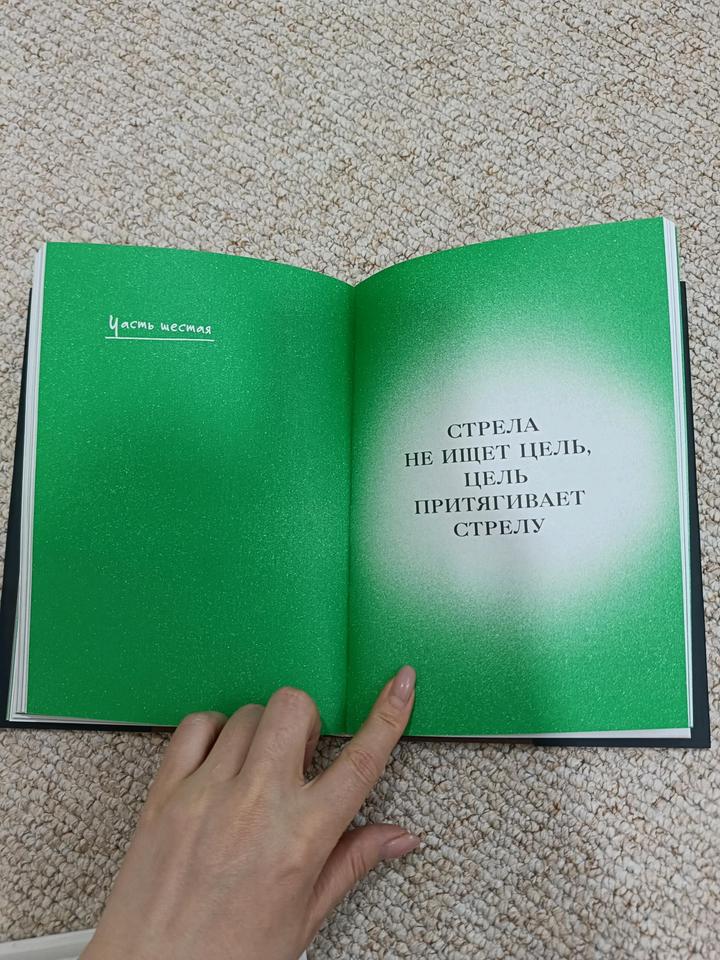 Часть шестая
СТРЕЛА
НЕ ИЩЕТ ЦЕЛЬ,
ЦЕЛЬ
ПРИТЯГИВАЕТ
СТРЕЛУ